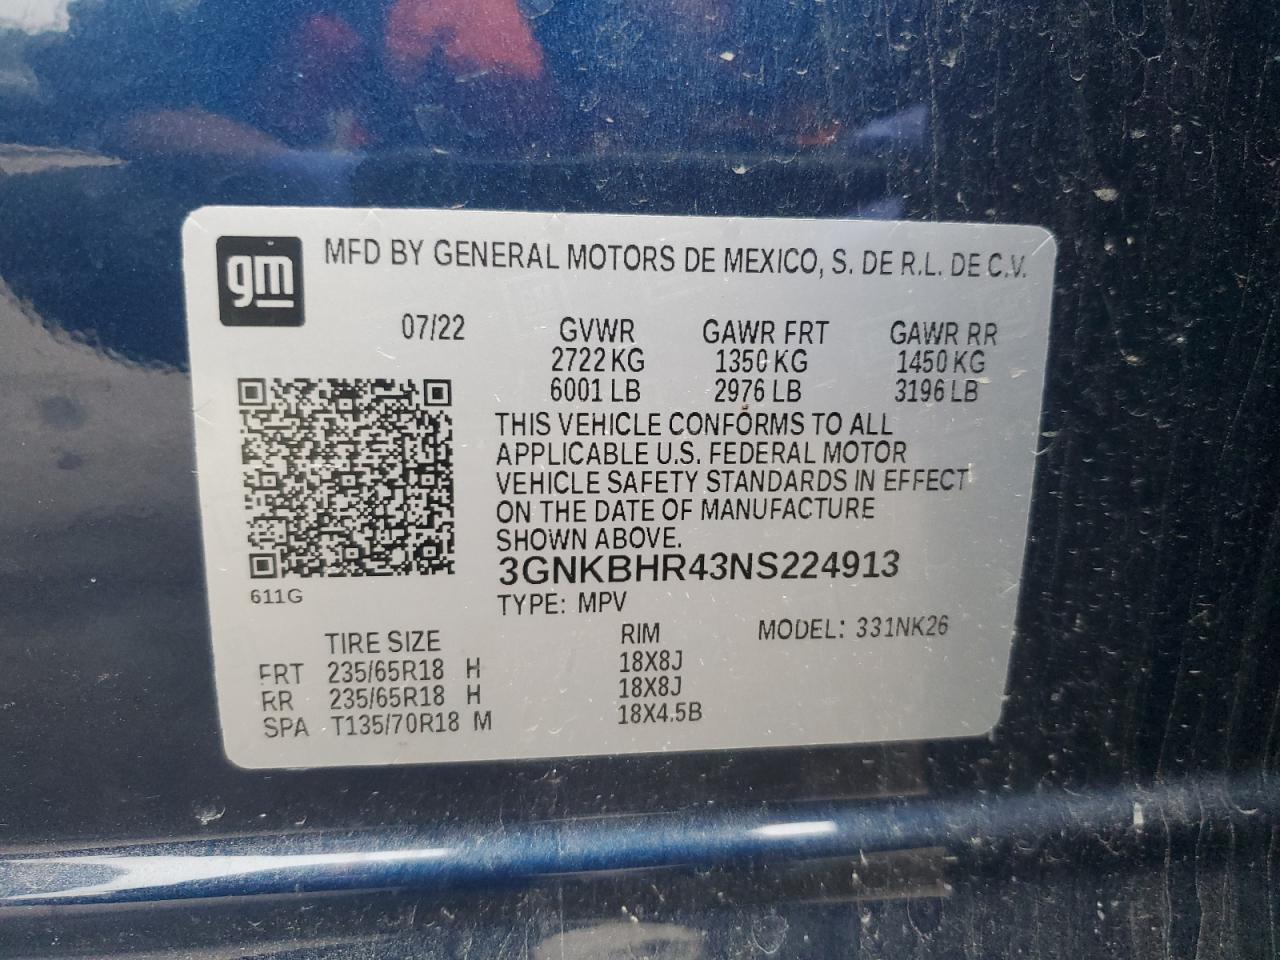 gm
MFD BY GENERAL MOTORS DE MEXICO, S. DE R.L. DE C.V.
07/22 GVWR GAWR FRT GAWR RR
2722 KG 1350 KG 1450 KG
6001 LB 2976 LB 3196 LB
THIS VEHICLE CONFORMS TO ALL
APPLICABLE U.S. FEDERAL MOTOR
VEHICLE SAFETY STANDARDS IN EFFECT
ON THE DATE OF MANUFACTURE
SHOWN ABOVE.
3GNKBHR43NS224913
611G
TYPE: MPV
TIRE SIZE RIM MODEL: 331NK26
FRT 235/65R18 H 18X8J
RR 235/65R18 H 18X8J
SPA T135/70R18 M 18X4.5B